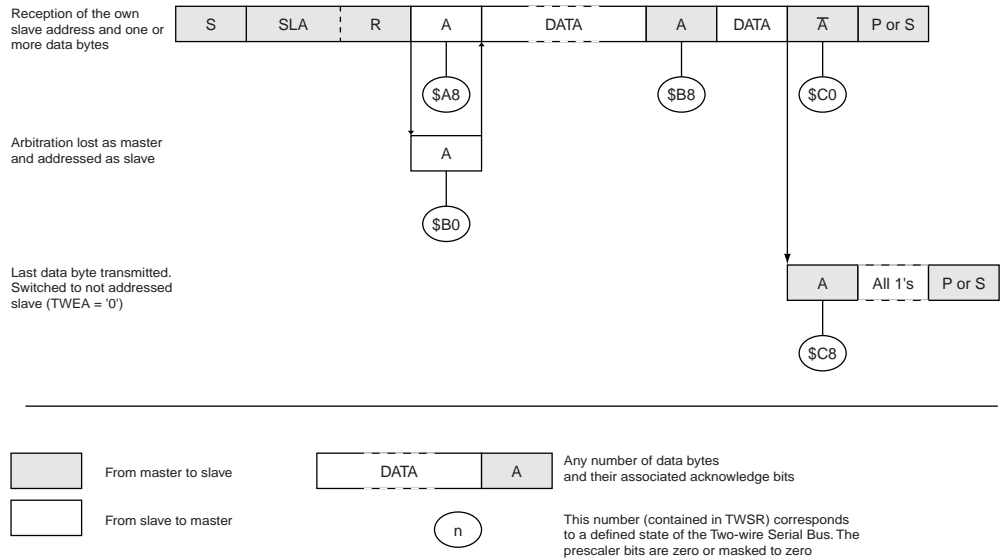 Reception of the own
slave address and one or
more data bytes
S SLA R A DATA A DATA A̅ P or S
$A8 $B8 $C0
Arbitration lost as master
and addressed as slave
A
$B0
Last data byte transmitted.
Switched to not addressed
slave (TWEA = '0')
A All 1's P or S
$C8
From master to slave
DATA A
Any number of data bytes
and their associated acknowledge bits
From slave to master
n
This number (contained in TWSR) corresponds
to a defined state of the Two-wire Serial Bus. The
prescaler bits are zero or masked to zero